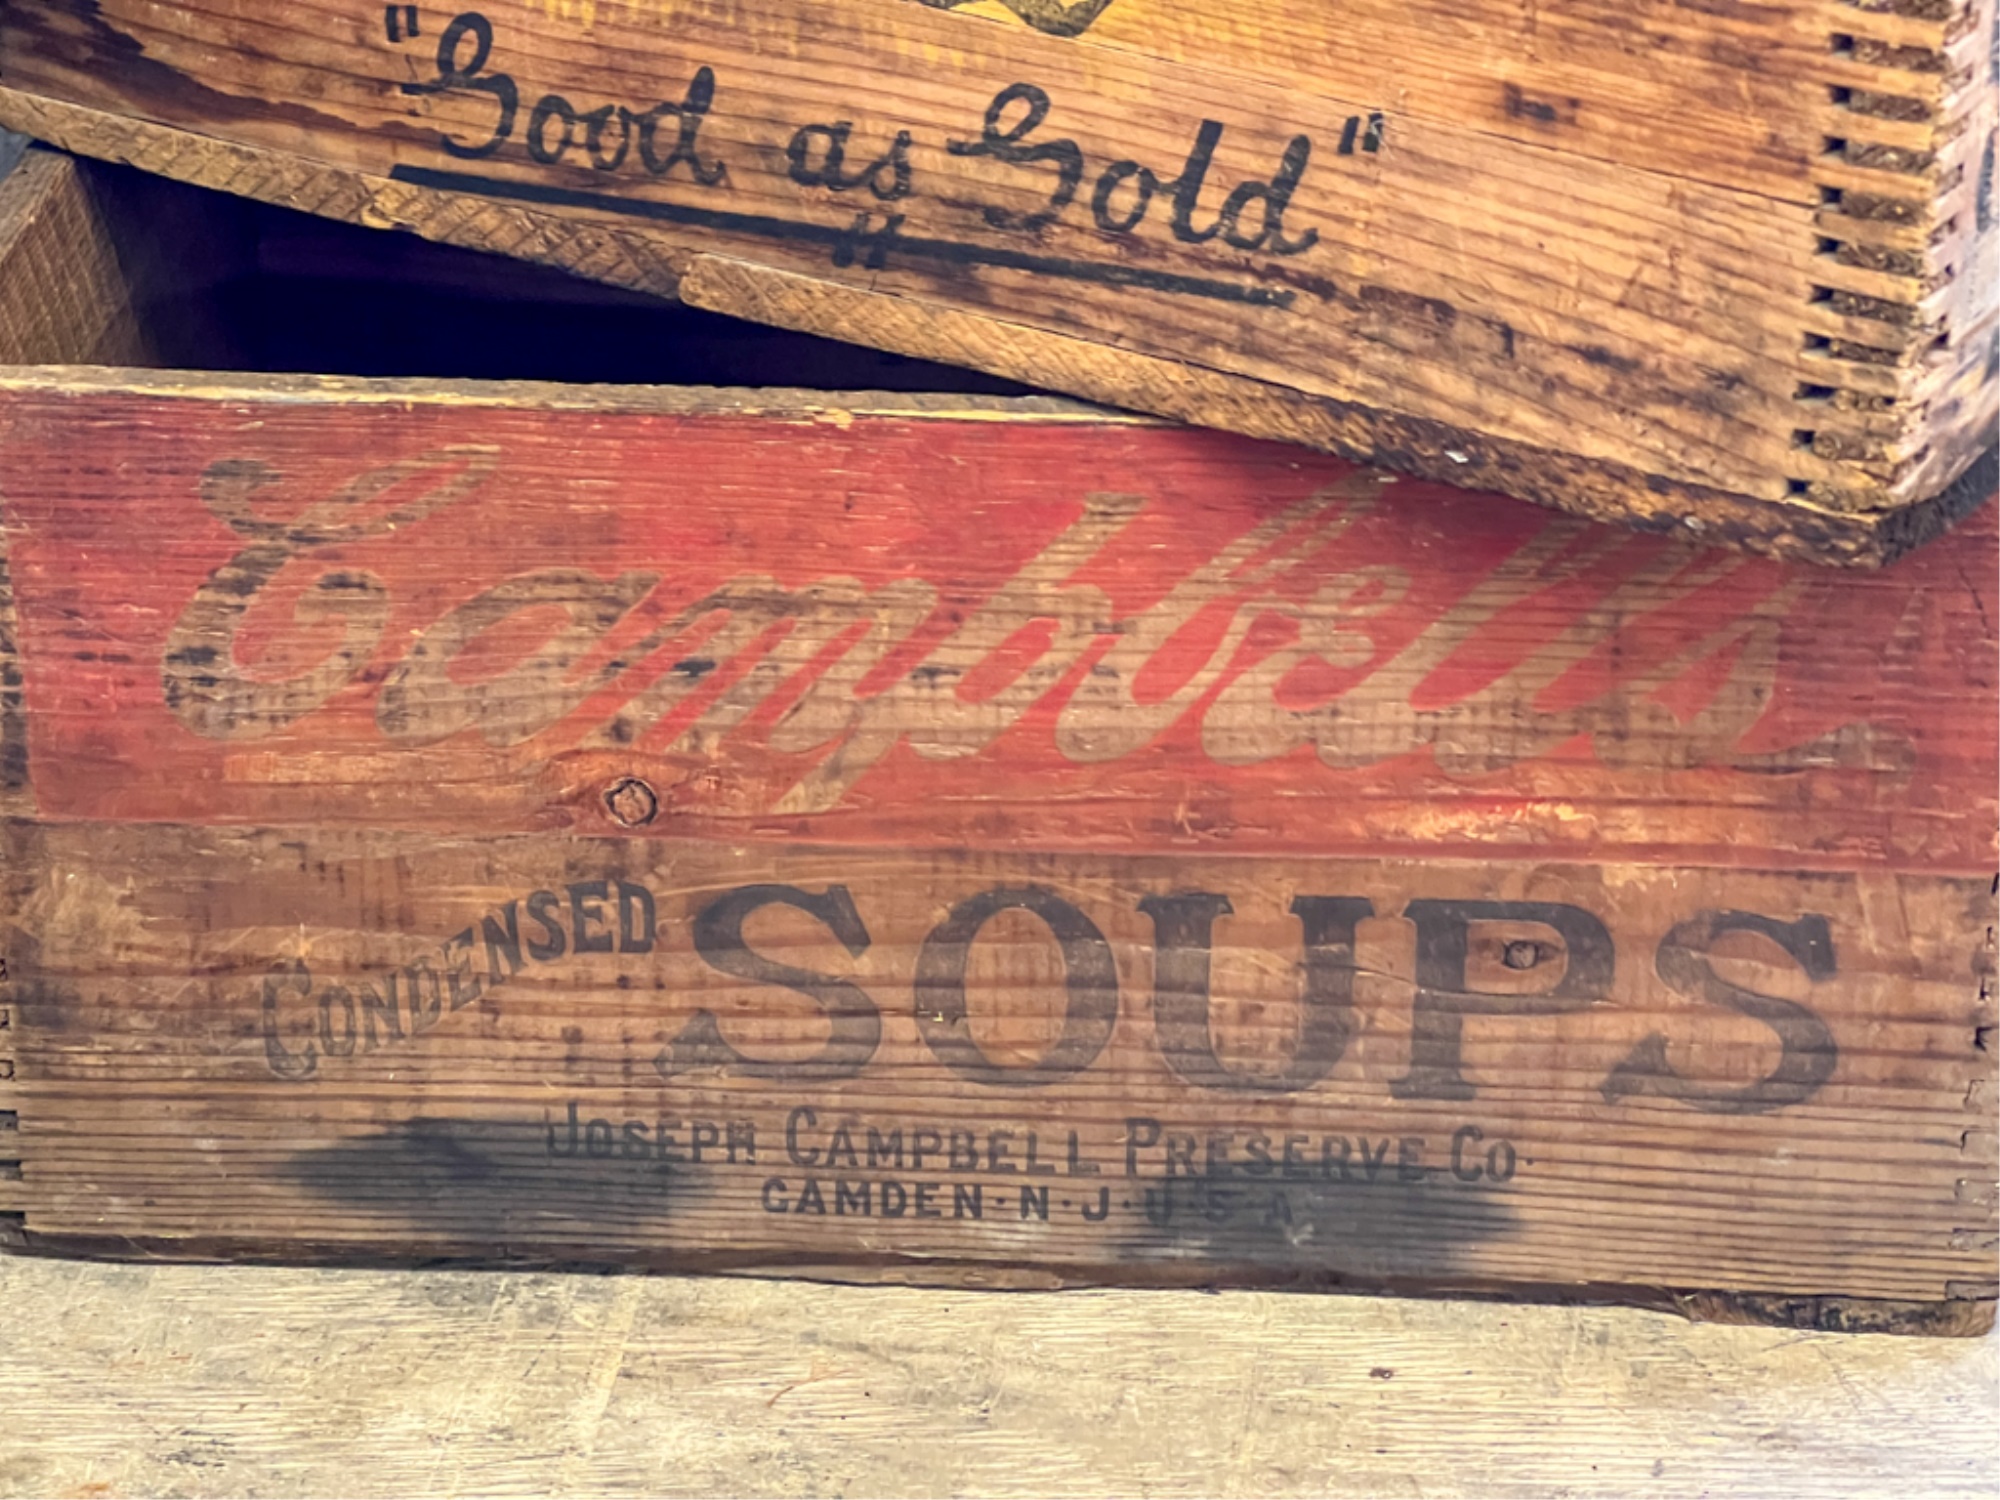 "Good as Gold"
Campbell's
CONDENSED SOUPS
JOSEPH CAMPBELL PRESERVE CO.
CAMDEN·N·J·U·S·A